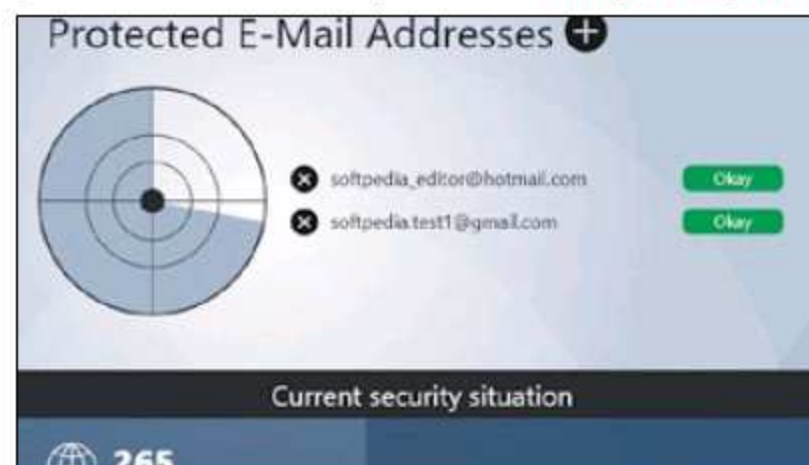 Protected E-Mail Addresses
softpedia_editor@hotmail.com Okay
softpedia.test1@gmail.com Okay
Current security situation
265